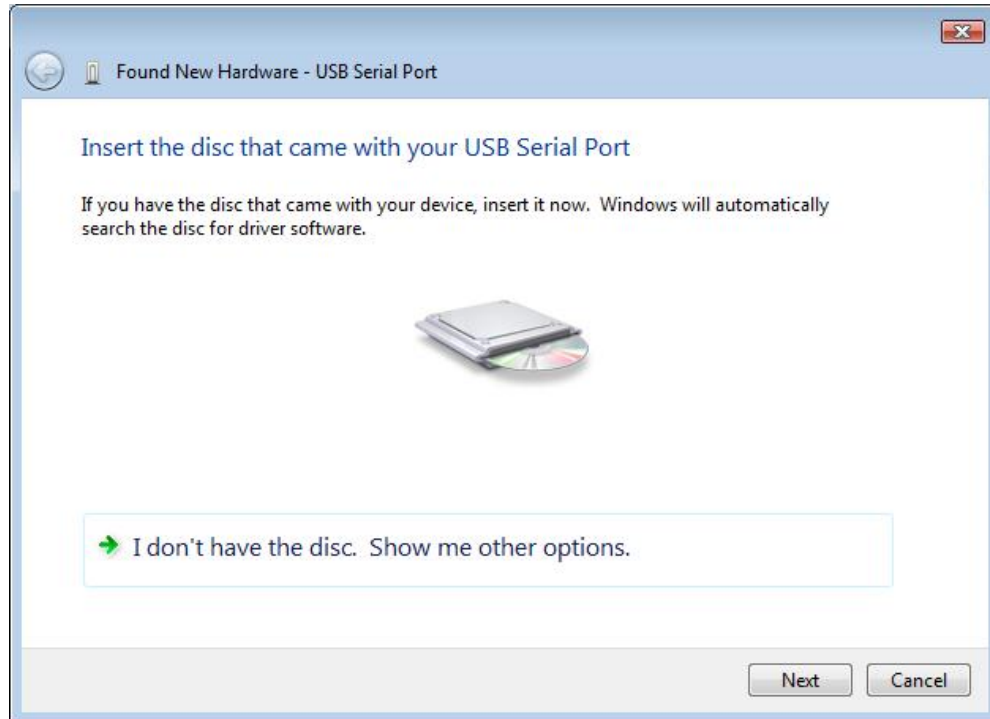 Found New Hardware - USB Serial Port
Insert the disc that came with your USB Serial Port
If you have the disc that came with your device, insert it now.  Windows will automatically
search the disc for driver software.
I don't have the disc.  Show me other options.
Next
Cancel